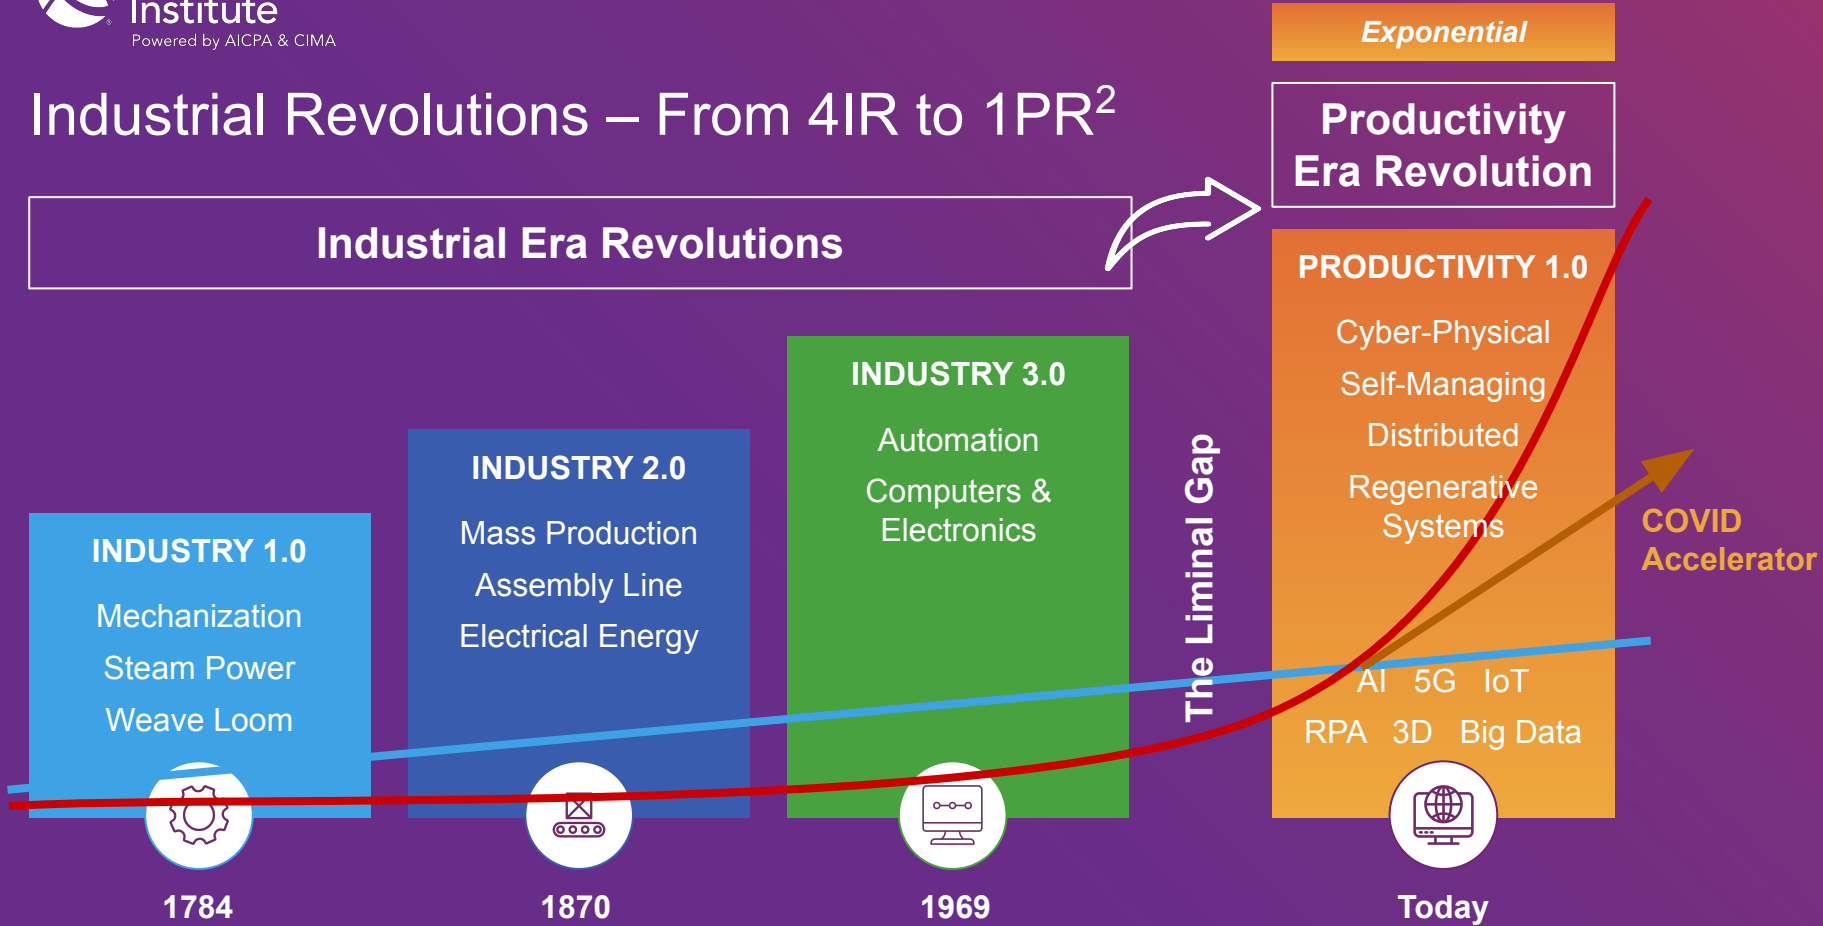 Institute
Powered by AICPA & CIMA
Exponential
Industrial Revolutions – From 4IR to 1PR²
Productivity
Era Revolution
Industrial Era Revolutions
INDUSTRY 1.0
Mechanization
Steam Power
Weave Loom
1784
INDUSTRY 2.0
Mass Production
Assembly Line
Electrical Energy
1870
INDUSTRY 3.0
Automation
Computers &
Electronics
1969
The Liminal Gap
PRODUCTIVITY 1.0
Cyber-Physical
Self-Managing
Distributed
Regenerative
Systems
AI 5G IoT
RPA 3D Big Data
Today
COVID
Accelerator